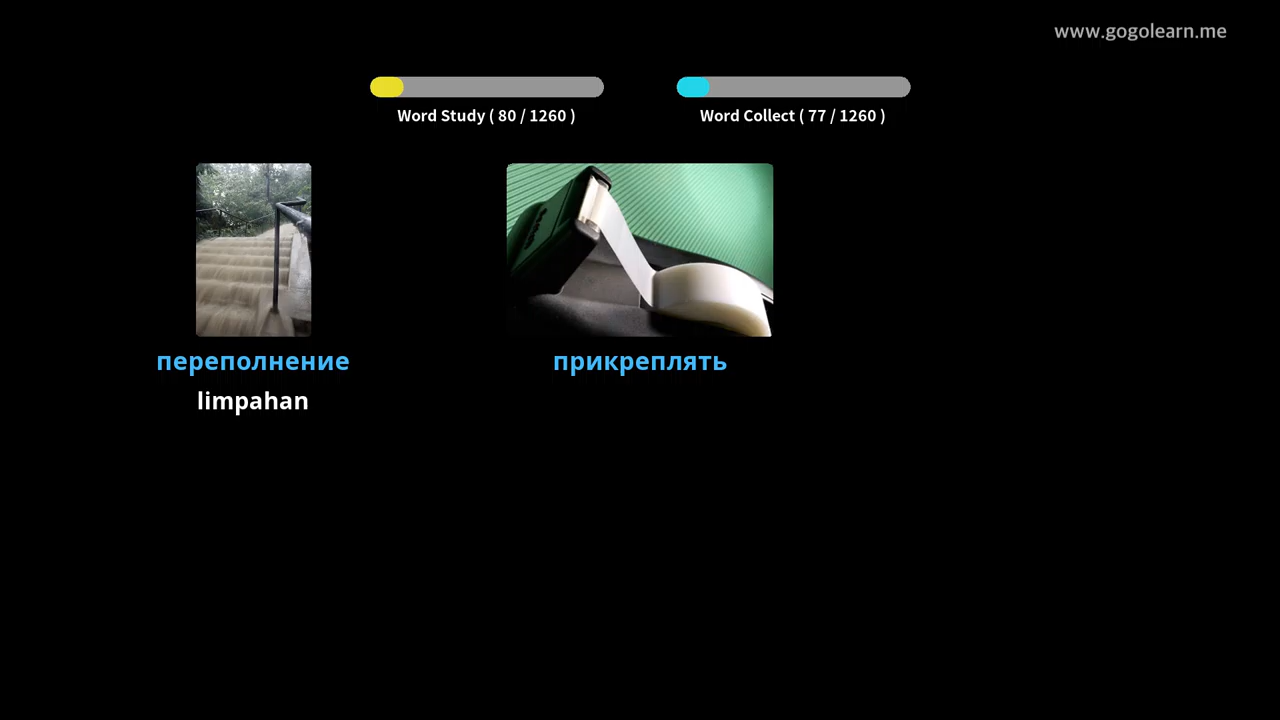 www.gogolearn.me
Word Study ( 80 / 1260 )
Word Collect ( 77 / 1260 )
переполнение
прикреплять
limpahan